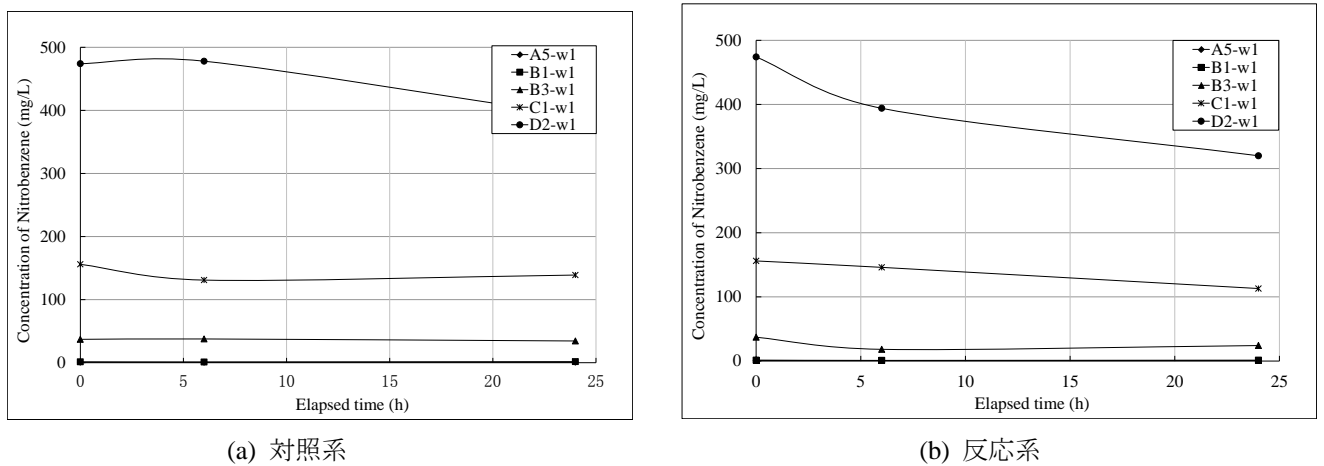 500
400
300
200
100
0
Concentration of Nitrobenzene (mg/L)
A5-w1
B1-w1
B3-w1
C1-w1
D2-w1
0 5 10 15 20 25
Elapsed time (h)
(a) 対照系
500
400
300
200
100
0
Concentration of Nitrobenzene (mg/L)
A5-w1
B1-w1
B3-w1
C1-w1
D2-w1
0 5 10 15 20 25
Elapsed time (h)
(b) 反応系